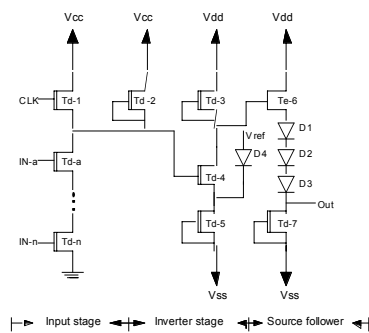 Vcc Vcc Vdd Vdd
CLK Td-1 Td-2 Td-3 Te-6
D1
Vref
IN-a Td-a D4 D2
Td-4
D3
Out
IN-n Td-n Td-5 Td-7
Vss Vss
Input stage Inverter stage Source follower